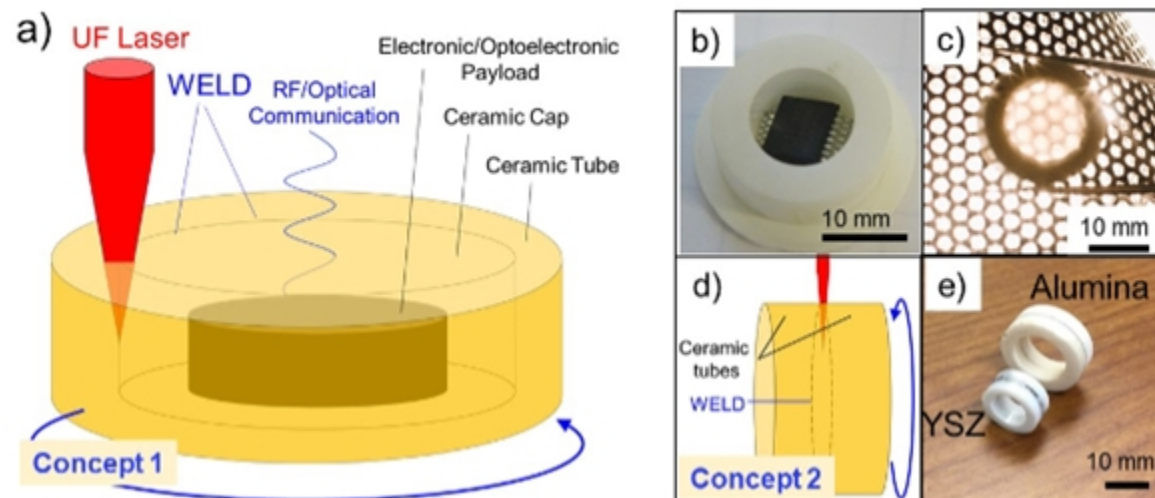 a)
UF Laser
WELD
RF/Optical
Communication
Electronic/Optoelectronic
Payload
Ceramic Cap
Ceramic Tube
Concept 1
b)
10 mm
c)
10 mm
d)
Ceramic
tubes
WELD
Concept 2
e)
Alumina
YSZ
10 mm